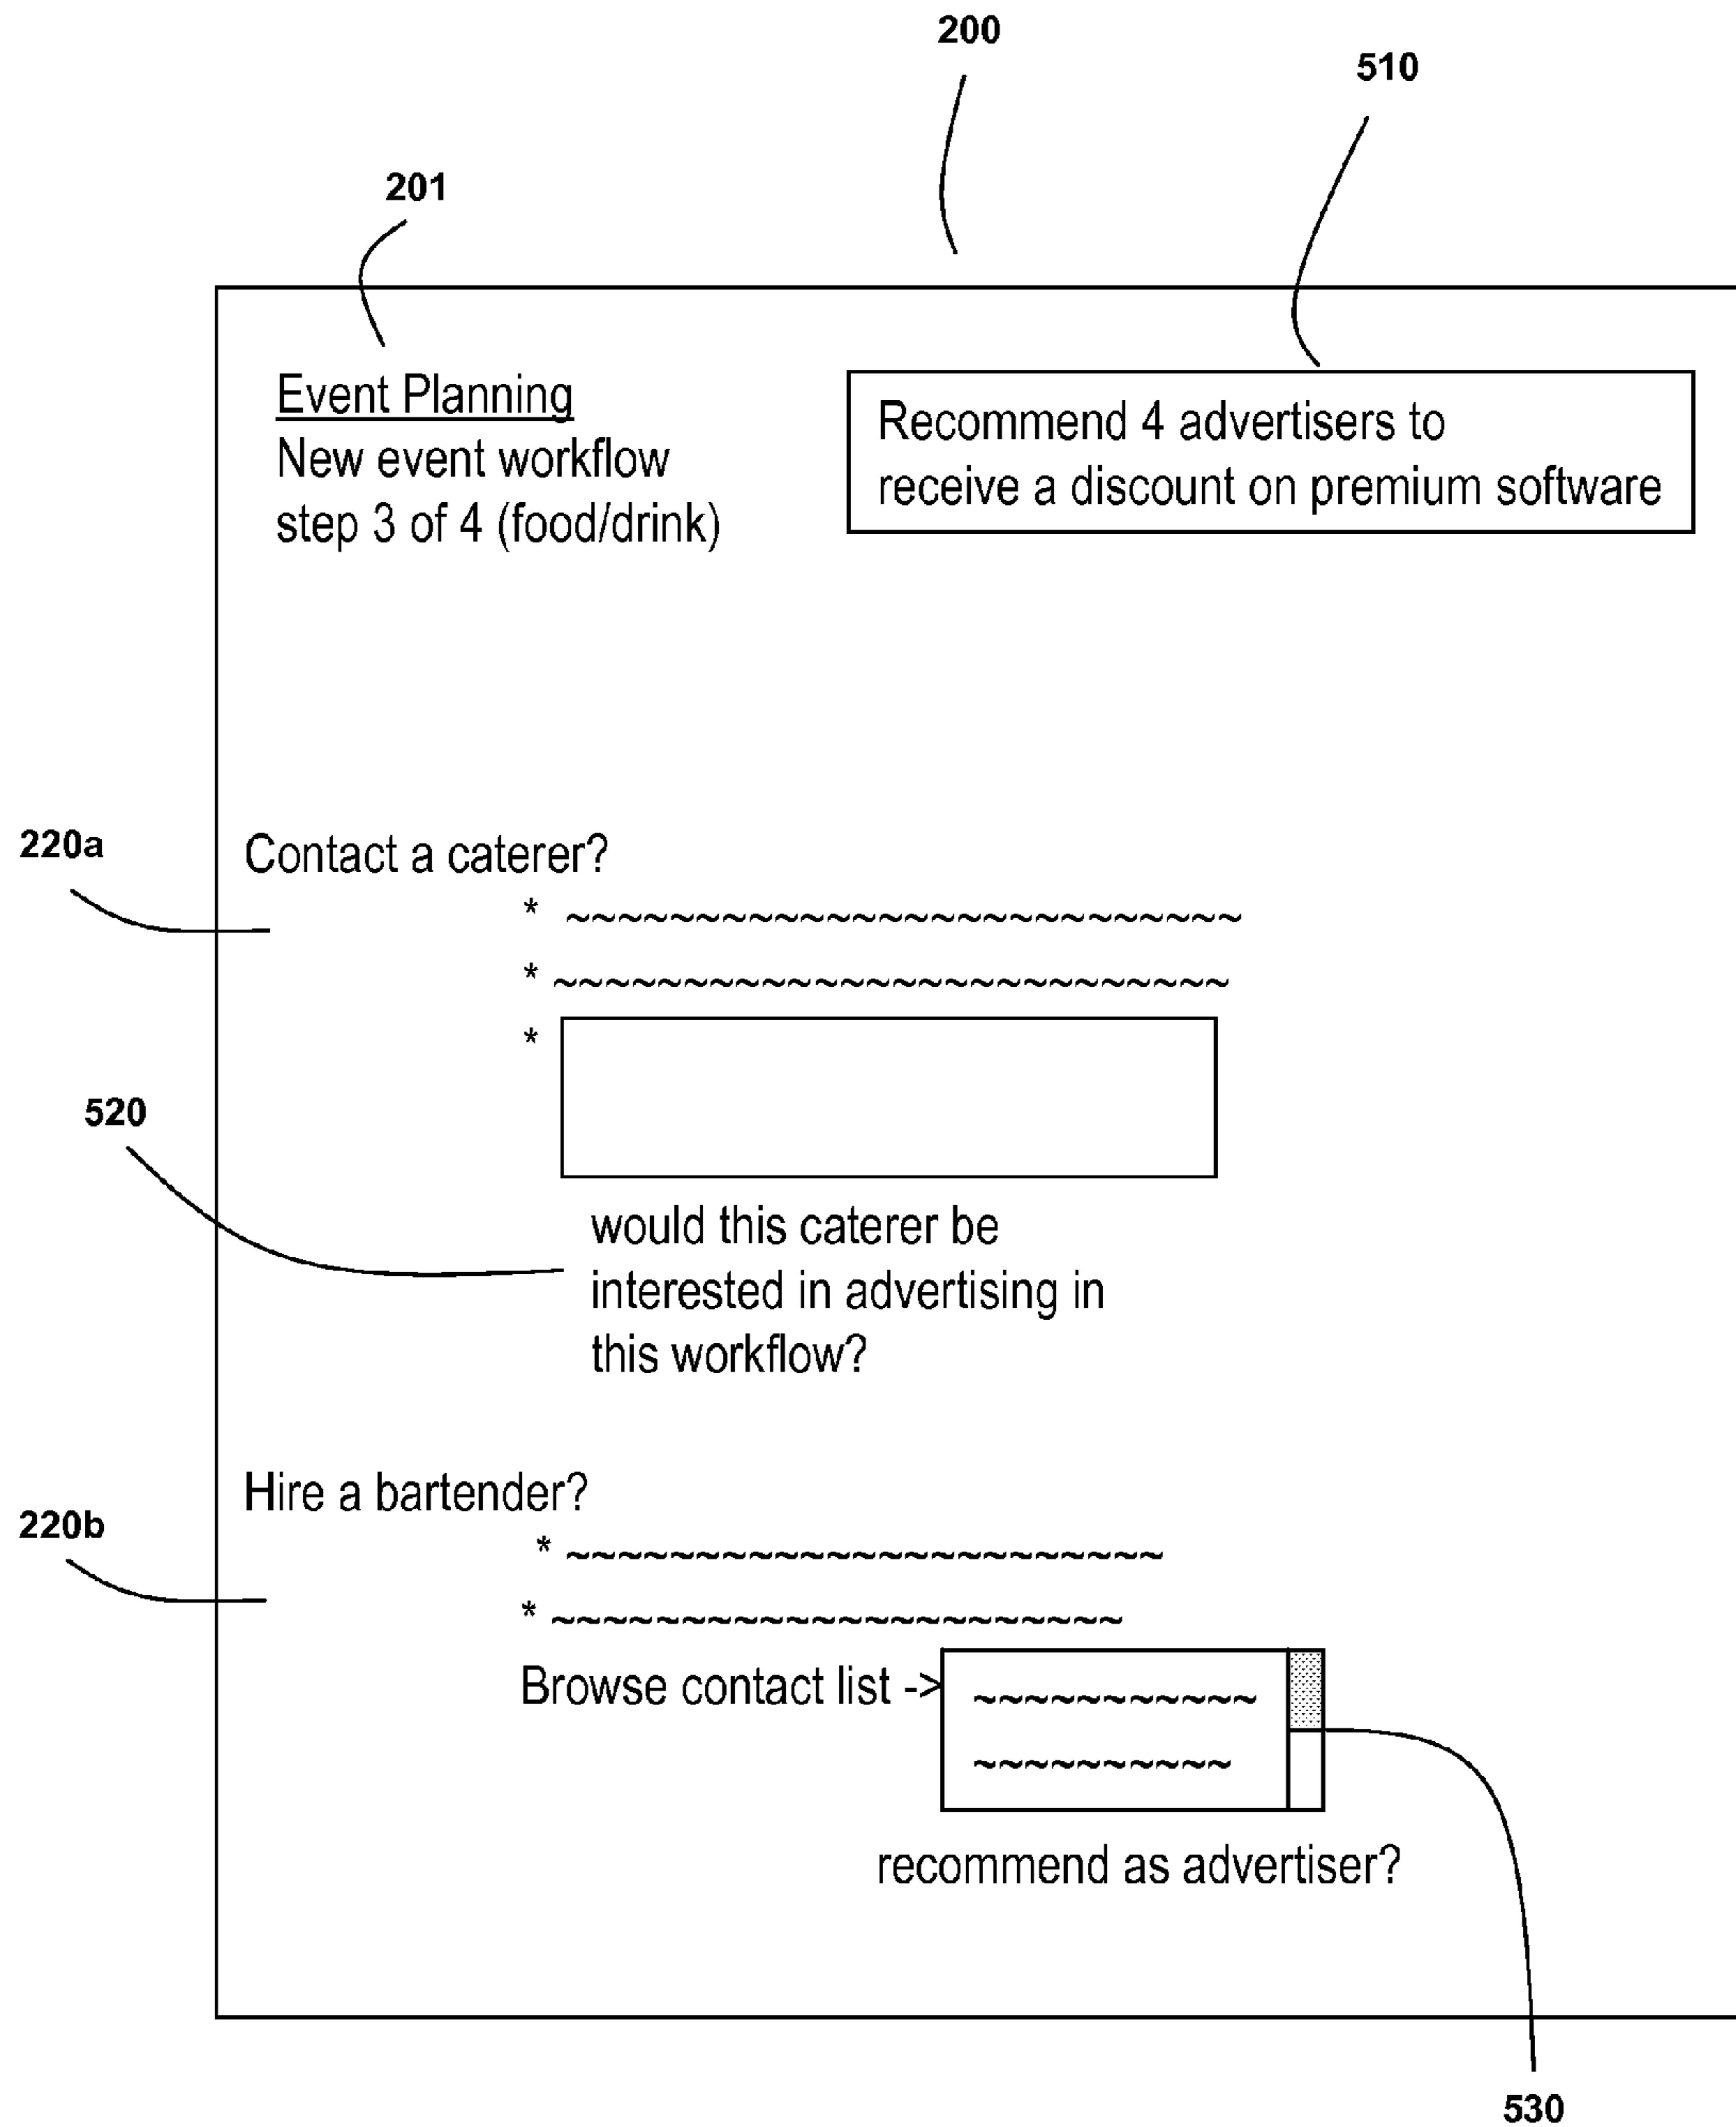 200
510
201
Event Planning
New event workflow
step 3 of 4 (food/drink)
Recommend 4 advertisers to
receive a discount on premium software
220a
Contact a caterer?
* ~~~~~~~~~~~~~~~~~~~~~~~~~~
* ~~~~~~~~~~~~~~~~~~~~~~~~~~
*
520
would this caterer be
interested in advertising in
this workflow?
Hire a bartender?
220b
* ~~~~~~~~~~~~~~~~~~~~~~~
* ~~~~~~~~~~~~~~~~~~~~~~
Browse contact list ->
~~~~~~~~~~~
~~~~~~~~~~
recommend as advertiser?
530